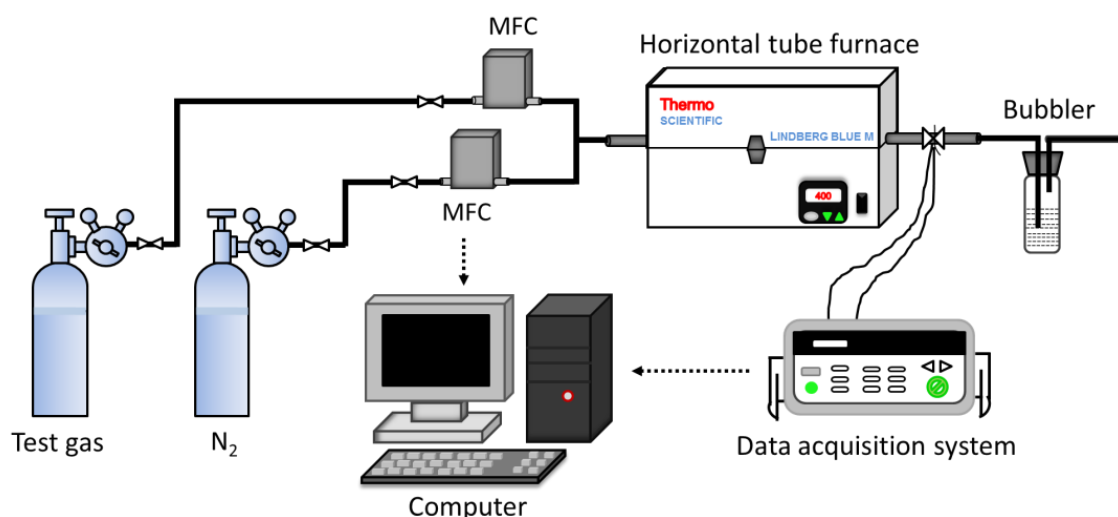 MFC
Horizontal tube furnace
Thermo
SCIENTIFIC
LINDBERG BLUE M
Bubbler
400
MFC
Test gas
N₂
Data acquisition system
Computer